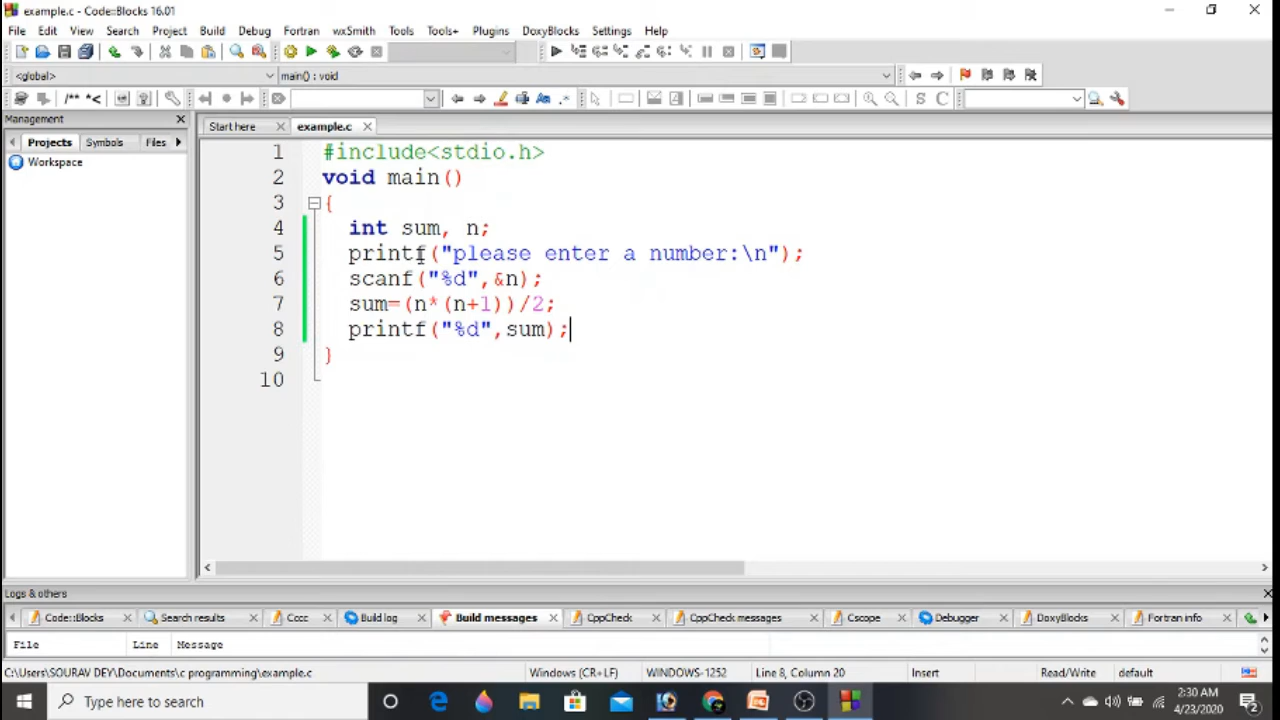 example.c - Code::Blocks 16.01
File Edit View Search Project Build Debug Fortran wxSmith Tools Tools+ Plugins DoxyBlocks Settings Help
<global> main() : void
/** *<
S C
Management
Projects Symbols Files
Workspace
Start here example.c
1 #include<stdio.h>
2 void main()
3 {
4 int sum, n;
5 printf("please enter a number:\n");
6 scanf("%d",&n);
7 sum=(n*(n+1))/2;
8 printf("%d",sum);
9 }
10
Logs & others
Code::Blocks Search results Cccc Build log Build messages CppCheck CppCheck messages Cscope Debugger DoxyBlocks Fortran info
File Line Message
C:\Users\SOURAV DEY\Documents\c programming\example.c Windows (CR+LF) WINDOWS-1252 Line 8, Column 20 Insert Read/Write default
Type here to search
2:30 AM
4/23/2020
2